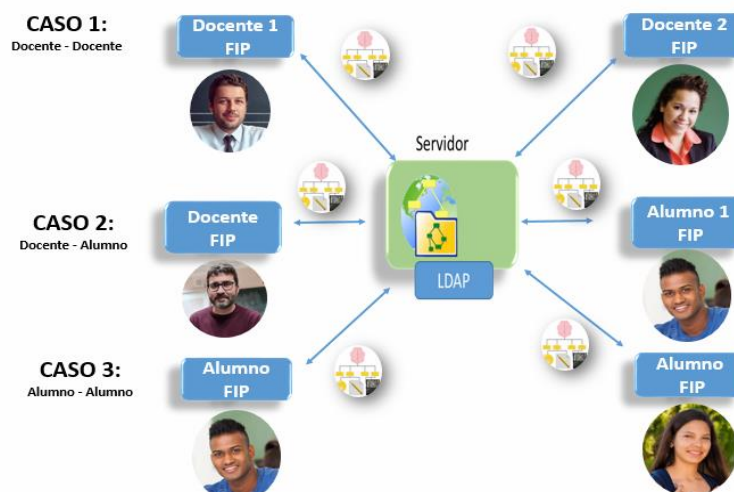 CASO 1:
Docente - Docente
Docente 1
FIP
Docente 2
FIP
Servidor
CASO 2:
Docente - Alumno
Docente
FIP
Alumno 1
FIP
LDAP
CASO 3:
Alumno - Alumno
Alumno
FIP
Alumno
FIP